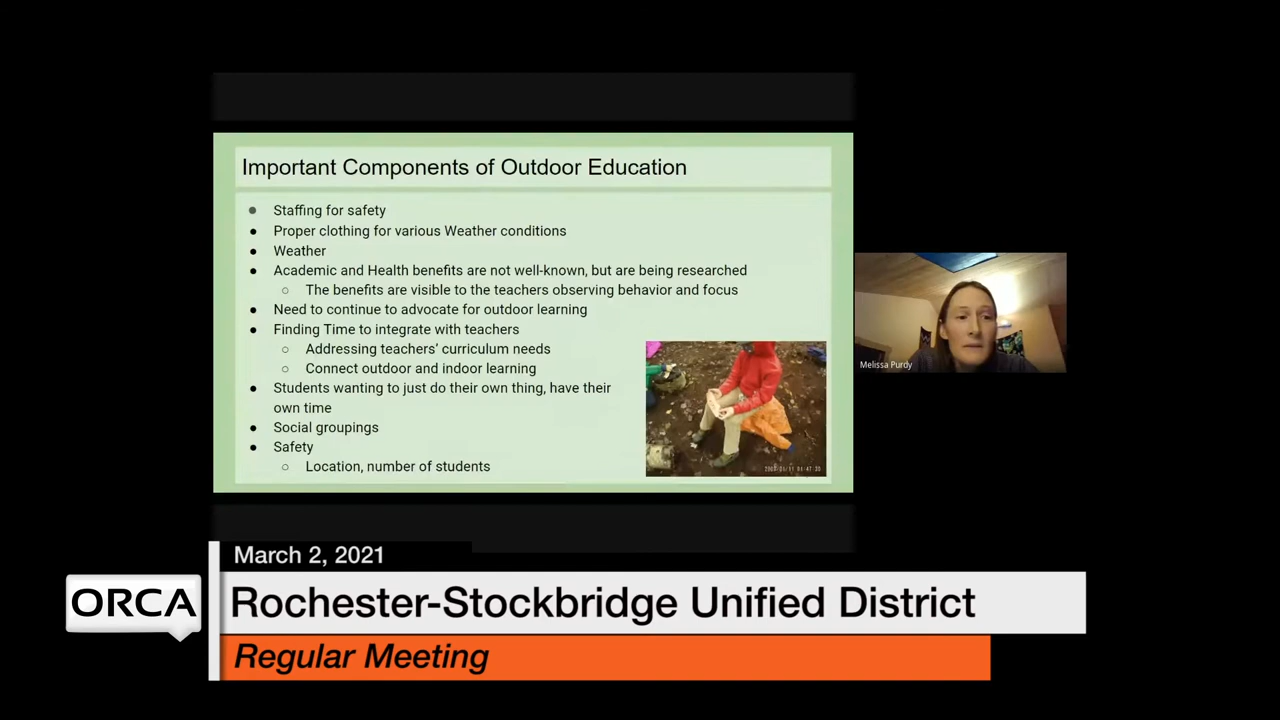 Important Components of Outdoor Education
● Staffing for safety
● Proper clothing for various Weather conditions
● Weather
● Academic and Health benefits are not well-known, but are being researched
○ The benefits are visible to the teachers observing behavior and focus
● Need to continue to advocate for outdoor learning
● Finding Time to integrate with teachers
○ Addressing teachers' curriculum needs
○ Connect outdoor and indoor learning
● Students wanting to just do their own thing, have their
own time
● Social groupings
● Safety
○ Location, number of students
Melissa Purdy
March 2, 2021
ORCA
Rochester-Stockbridge Unified District
Regular Meeting